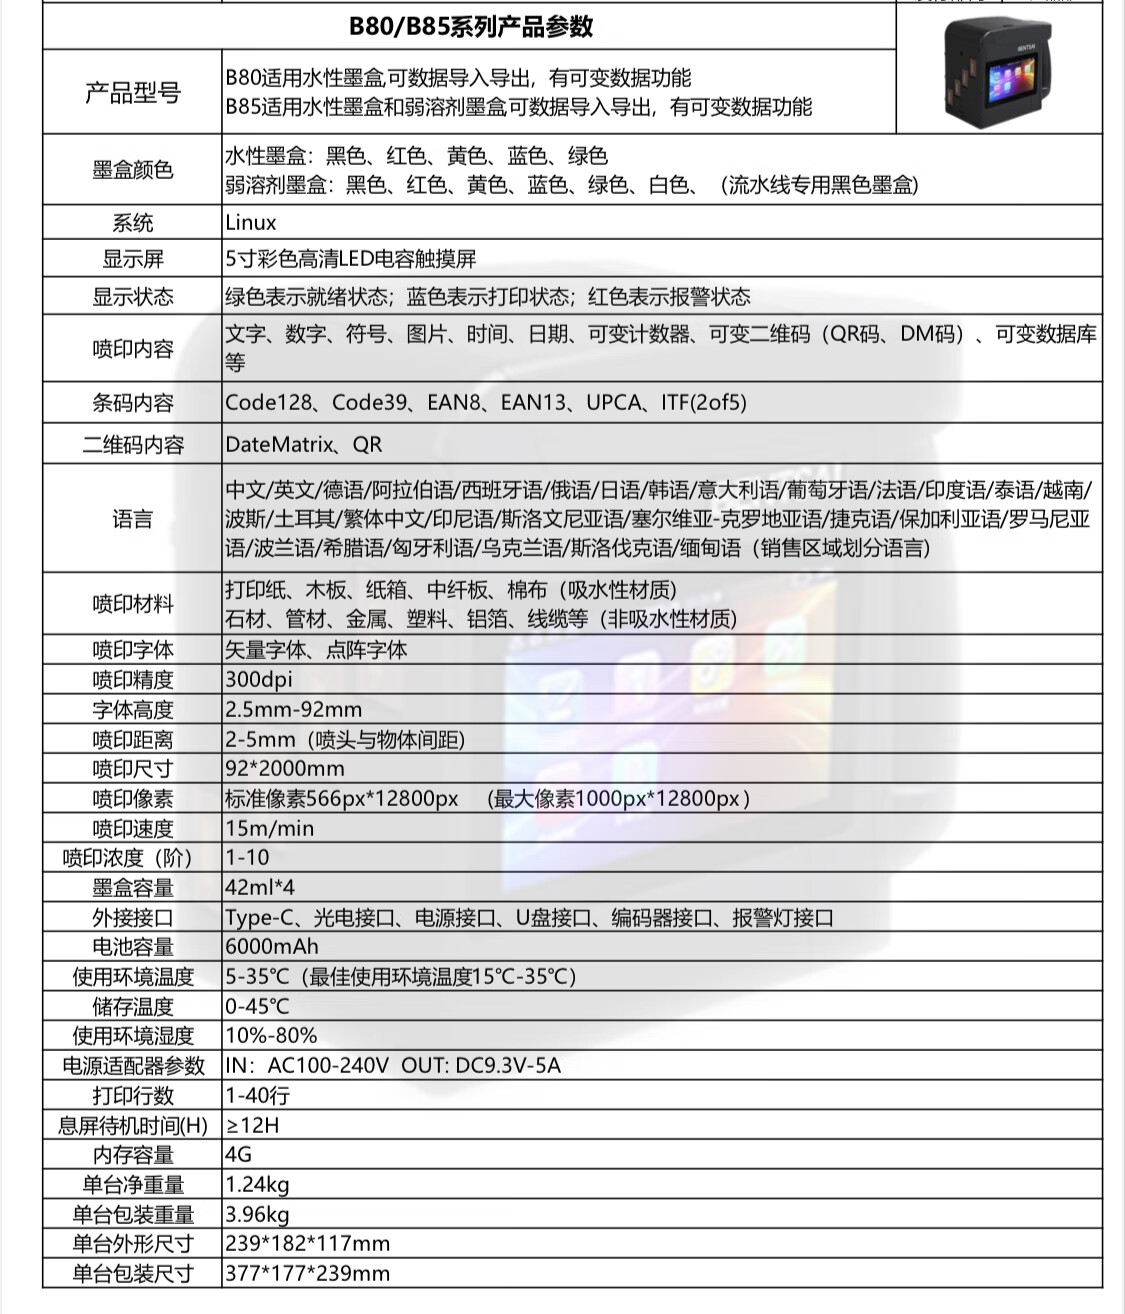 B80/B85系列产品参数
产品型号
B80适用水性墨盒,可数据导入导出，有可变数据功能
B85适用水性墨盒和弱溶剂墨盒可数据导入导出，有可变数据功能
墨盒颜色
水性墨盒：黑色、红色、黄色、蓝色、绿色
弱溶剂墨盒：黑色、红色、黄色、蓝色、绿色、白色、（流水线专用黑色墨盒)
系统
Linux
显示屏
5寸彩色高清LED电容触摸屏
显示状态
绿色表示就绪状态；蓝色表示打印状态；红色表示报警状态
喷印内容
文字、数字、符号、图片、时间、日期、可变计数器、可变二维码（QR码、DM码）、可变数据库
等
条码内容
Code128、Code39、EAN8、EAN13、UPCA、ITF(2of5)
二维码内容
DateMatrix、QR
语言
中文/英文/德语/阿拉伯语/西班牙语/俄语/日语/韩语/意大利语/葡萄牙语/法语/印度语/泰语/越南/
波斯/土耳其/繁体中文/印尼语/斯洛文尼亚语/塞尔维亚-克罗地亚语/捷克语/保加利亚语/罗马尼亚
语/波兰语/希腊语/匈牙利语/乌克兰语/斯洛伐克语/缅甸语（销售区域划分语言）
喷印材料
打印纸、木板、纸箱、中纤板、棉布（吸水性材质)
石材、管材、金属、塑料、铝箔、线缆等（非吸水性材质)
喷印字体
矢量字体、点阵字体
喷印精度
300dpi
字体高度
2.5mm-92mm
喷印距离
2-5mm（喷头与物体间距)
喷印尺寸
92*2000mm
喷印像素
标准像素566px*12800px （最大像素1000px*12800px）
喷印速度
15m/min
喷印浓度（阶）
1-10
墨盒容量
42ml*4
外接接口
Type-C、光电接口、电源接口、U盘接口、编码器接口、报警灯接口
电池容量
6000mAh
使用环境温度
5-35℃（最佳使用环境温度15℃-35℃）
储存温度
0-45℃
使用环境湿度
10%-80%
电源适配器参数
IN：AC100-240V OUT: DC9.3V-5A
打印行数
1-40行
息屏待机时间(H)
≥12H
内存容量
4G
单台净重量
1.24kg
单台包装重量
3.96kg
单台外形尺寸
239*182*117mm
单台包装尺寸
377*177*239mm